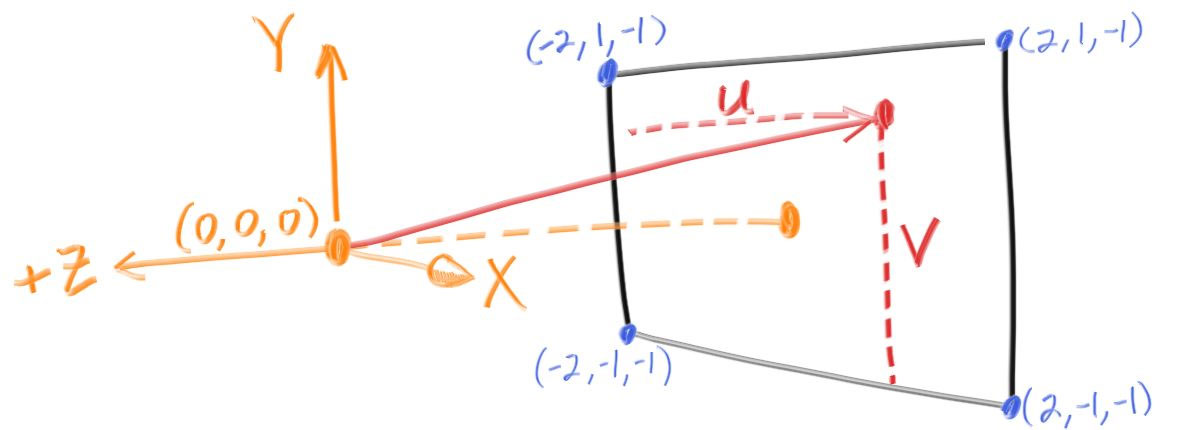 Y
(-2,1,-1)
(2,1,-1)
u
(0,0,0)
+Z
X
V
(-2,-1,-1)
(2,-1,-1)